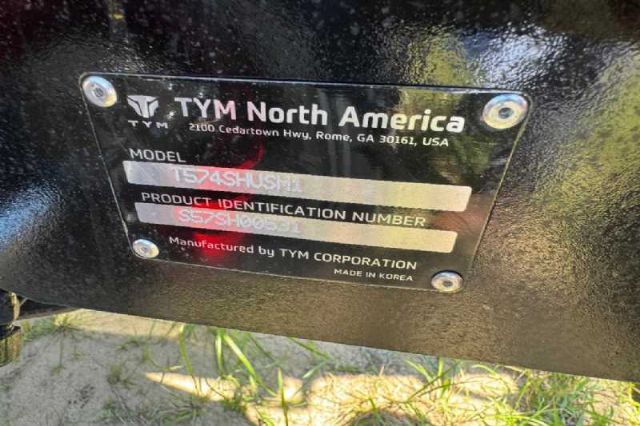 TYM North America
TYM
2100 Cedartown Hwy, Rome, GA 30161, USA
MODEL
T574SHUSM1
PRODUCT IDENTIFICATION NUMBER
S57SH00531
Manufactured by TYM CORPORATION
MADE IN KOREA